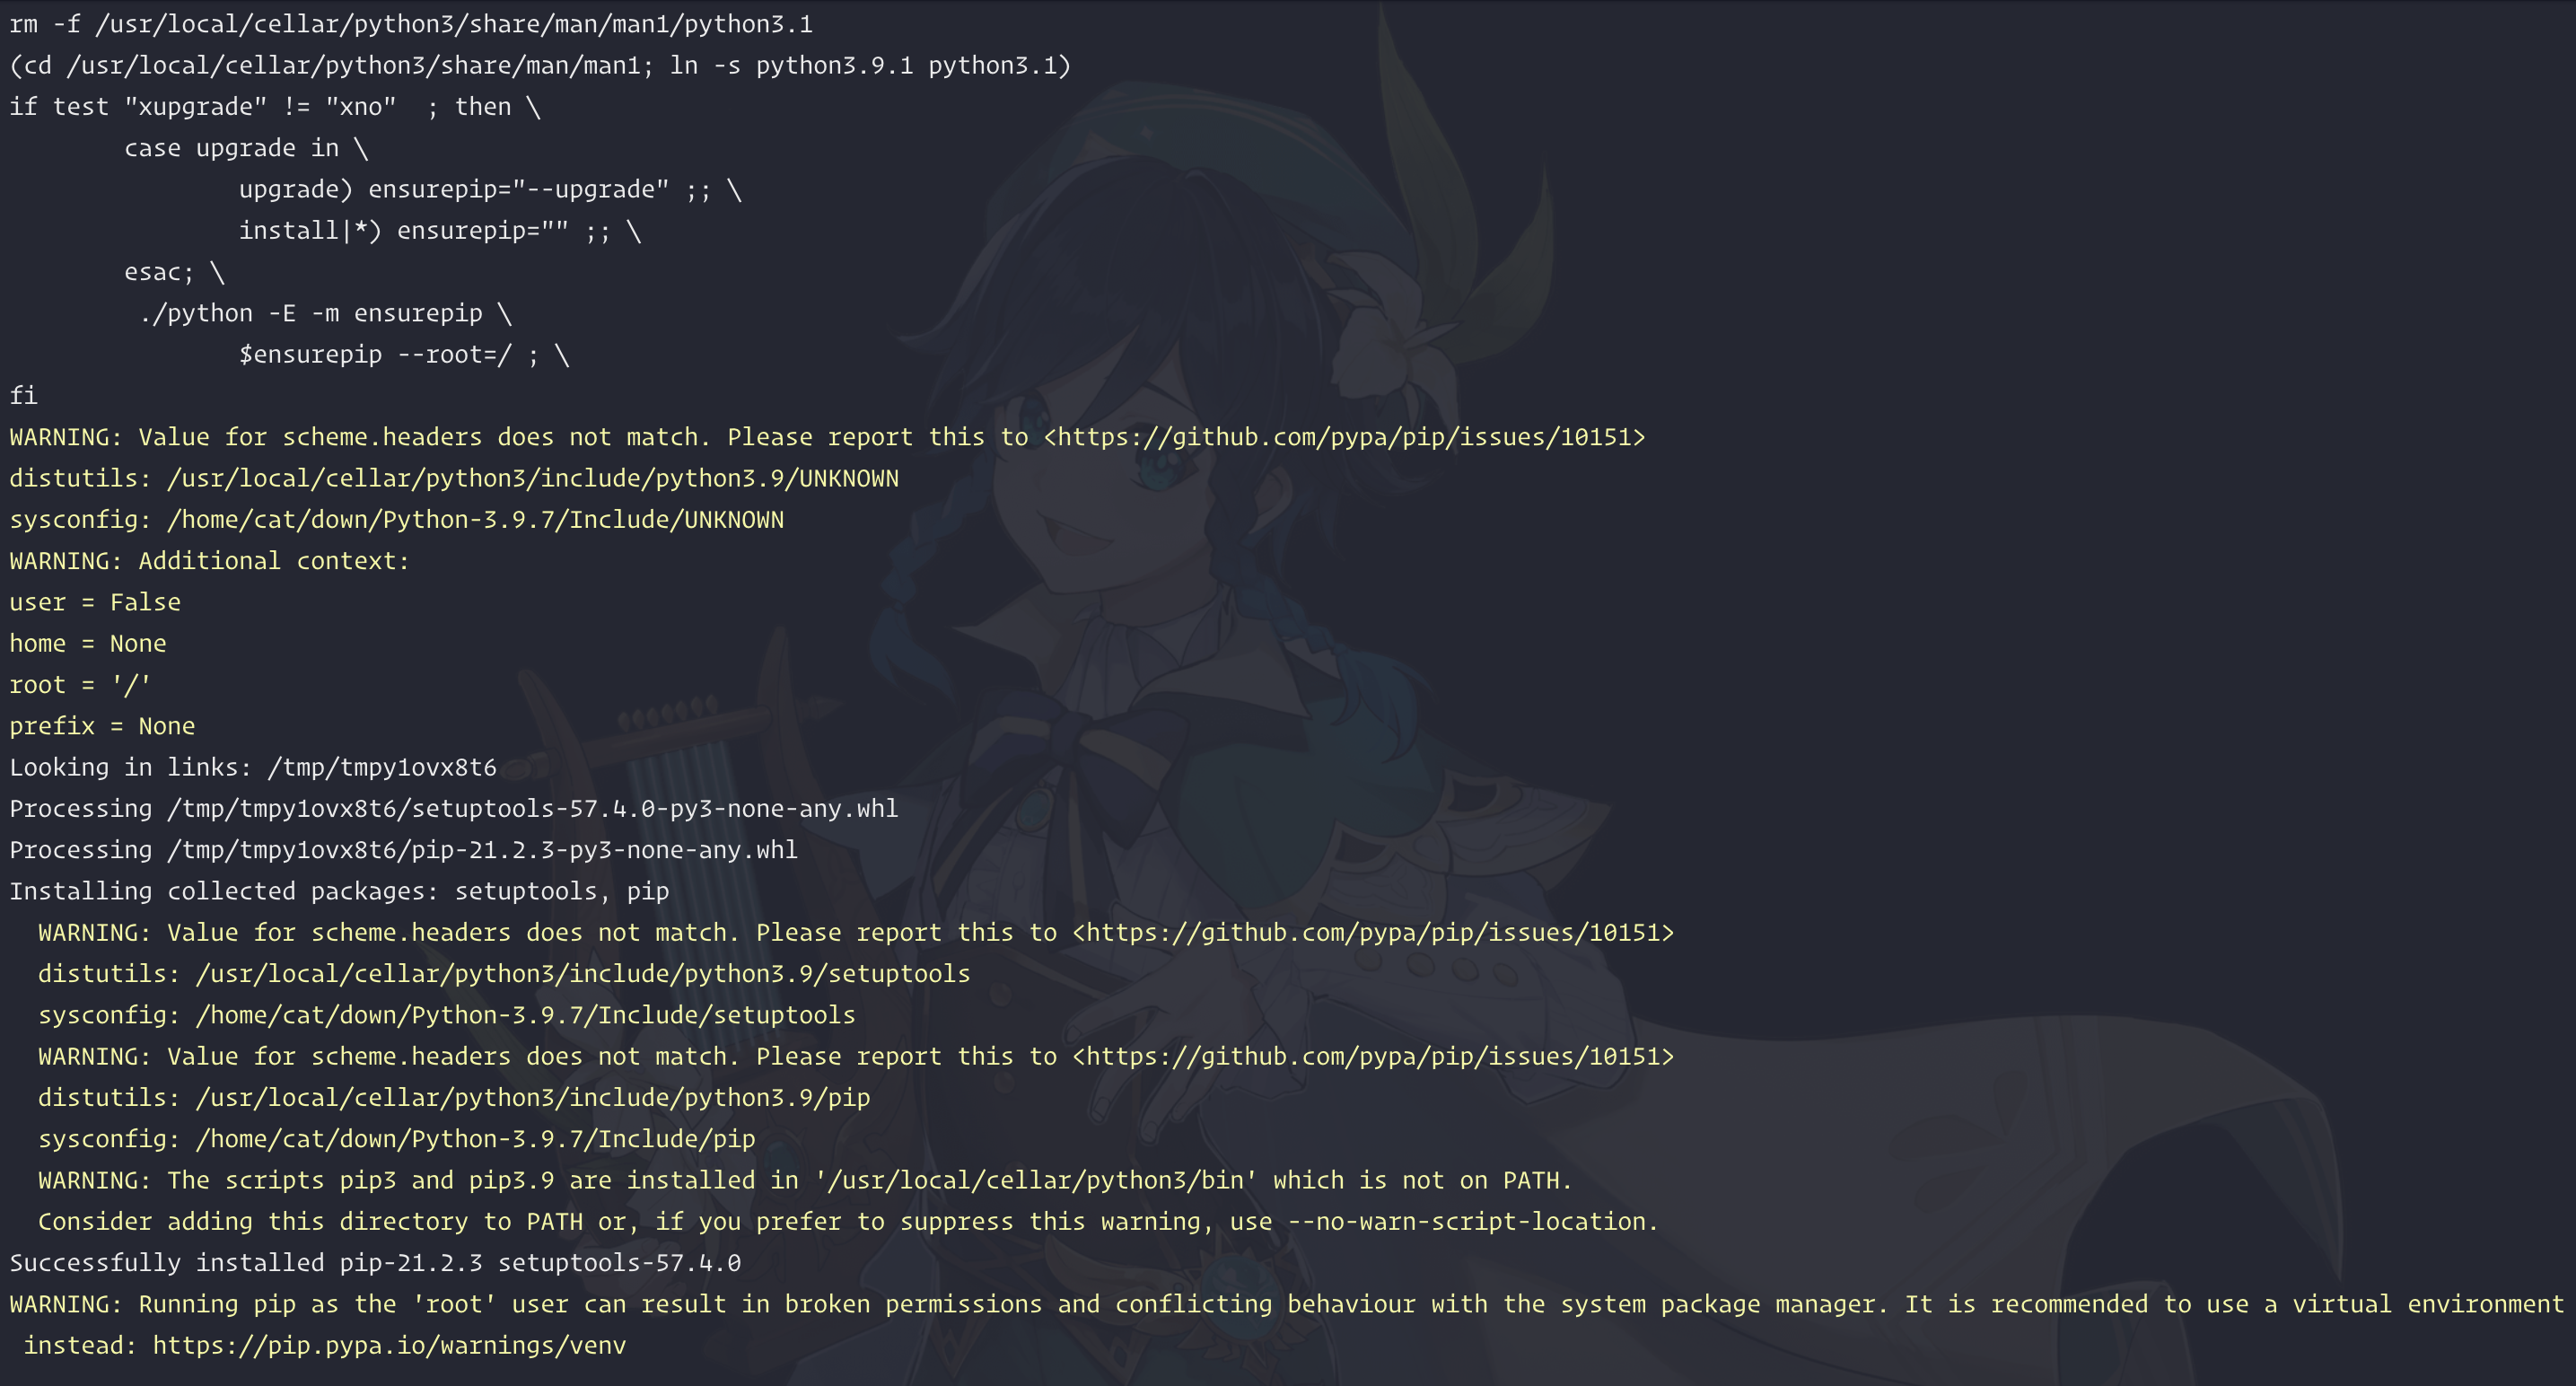 rm -f /usr/local/cellar/python3/share/man/man1/python3.1
(cd /usr/local/cellar/python3/share/man/man1; ln -s python3.9.1 python3.1)
if test "xupgrade" != "xno"  ; then \
        case upgrade in \
                upgrade) ensurepip="--upgrade" ;; \
                install|*) ensurepip="" ;; \
        esac; \
         ./python -E -m ensurepip \
                $ensurepip --root=/ ; \
fi
WARNING: Value for scheme.headers does not match. Please report this to <https://github.com/pypa/pip/issues/10151>
distutils: /usr/local/cellar/python3/include/python3.9/UNKNOWN
sysconfig: /home/cat/down/Python-3.9.7/Include/UNKNOWN
WARNING: Additional context:
user = False
home = None
root = '/'
prefix = None
Looking in links: /tmp/tmpy1ovx8t6
Processing /tmp/tmpy1ovx8t6/setuptools-57.4.0-py3-none-any.whl
Processing /tmp/tmpy1ovx8t6/pip-21.2.3-py3-none-any.whl
Installing collected packages: setuptools, pip
  WARNING: Value for scheme.headers does not match. Please report this to <https://github.com/pypa/pip/issues/10151>
  distutils: /usr/local/cellar/python3/include/python3.9/setuptools
  sysconfig: /home/cat/down/Python-3.9.7/Include/setuptools
  WARNING: Value for scheme.headers does not match. Please report this to <https://github.com/pypa/pip/issues/10151>
  distutils: /usr/local/cellar/python3/include/python3.9/pip
  sysconfig: /home/cat/down/Python-3.9.7/Include/pip
  WARNING: The scripts pip3 and pip3.9 are installed in '/usr/local/cellar/python3/bin' which is not on PATH.
  Consider adding this directory to PATH or, if you prefer to suppress this warning, use --no-warn-script-location.
Successfully installed pip-21.2.3 setuptools-57.4.0
WARNING: Running pip as the 'root' user can result in broken permissions and conflicting behaviour with the system package manager. It is recommended to use a virtual environment
 instead: https://pip.pypa.io/warnings/venv